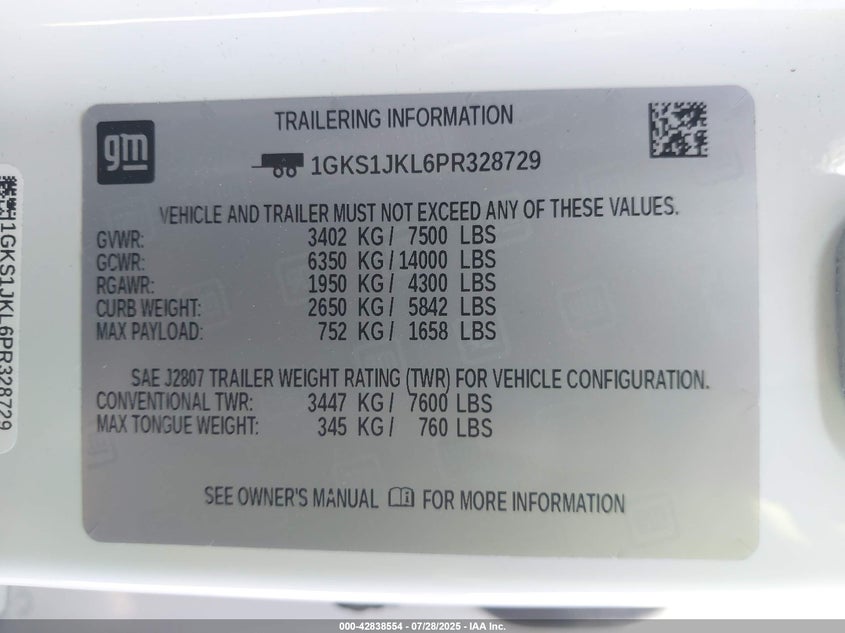 gm
TRAILERING INFORMATION
1GKS1JKL6PR328729
VEHICLE AND TRAILER MUST NOT EXCEED ANY OF THESE VALUES.
GVWR: 3402 KG / 7500 LBS
GCWR: 6350 KG / 14000 LBS
RGAWR: 1950 KG / 4300 LBS
CURB WEIGHT: 2650 KG / 5842 LBS
MAX PAYLOAD: 752 KG / 1658 LBS
SAE J2807 TRAILER WEIGHT RATING (TWR) FOR VEHICLE CONFIGURATION.
CONVENTIONAL TWR: 3447 KG / 7600 LBS
MAX TONGUE WEIGHT: 345 KG / 760 LBS
SEE OWNER'S MANUAL FOR MORE INFORMATION
1GKS1JKL6PR328729
000-42838554 - 07/28/2025 - IAA Inc.